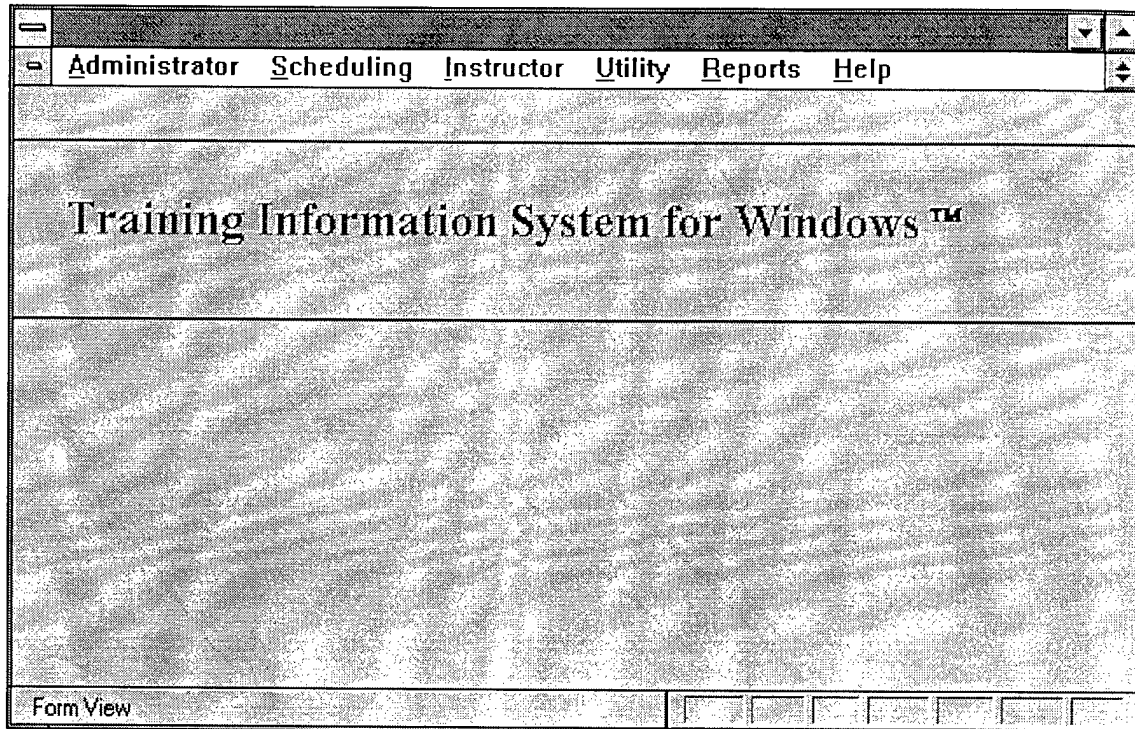 Administrator Scheduling Instructor Utility Reports Help
Training Information System for Windows™
Form View